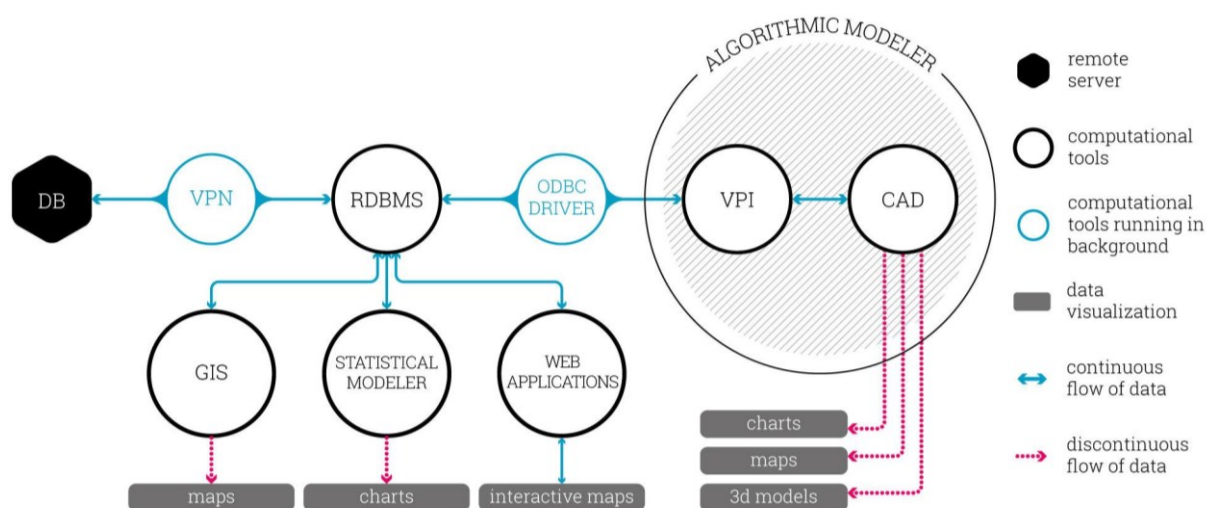 ALGORITHMIC MODELER
DB
VPN
RDBMS
ODBC
DRIVER
VPI
CAD
GIS
STATISTICAL
MODELER
WEB
APPLICATIONS
maps
charts
interactive maps
charts
maps
3d models
remote
server
computational
tools
computational
tools running in
background
data
visualization
continuous
flow of data
discontinuous
flow of data